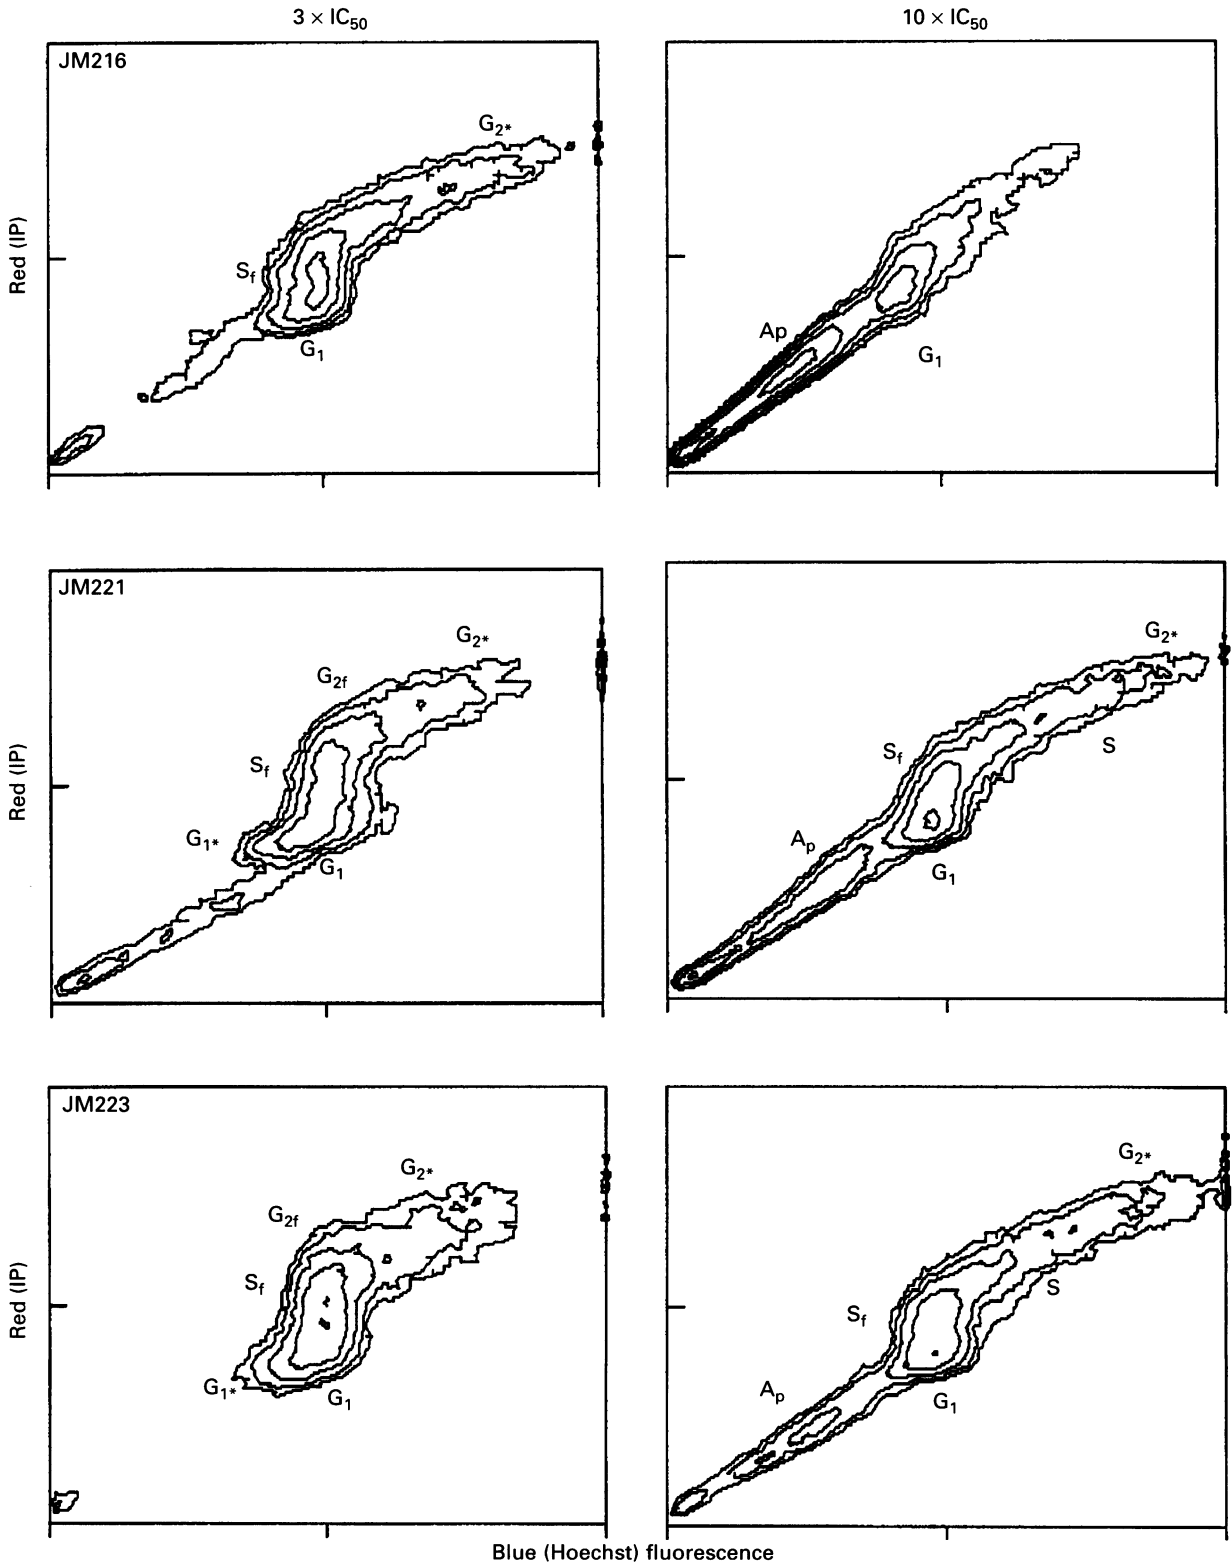 3 × IC50
10 × IC50
JM216
G2*
Sf
G1
Red (IP)
Ap
G1
JM221
G2*
G2f
Sf
G1*
G1
Red (IP)
G2*
Sf
S
Ap
G1
JM223
G2*
G2f
Sf
G1*
G1
Red (IP)
G2*
S
Sf
Ap
G1
Blue (Hoechst) fluorescence